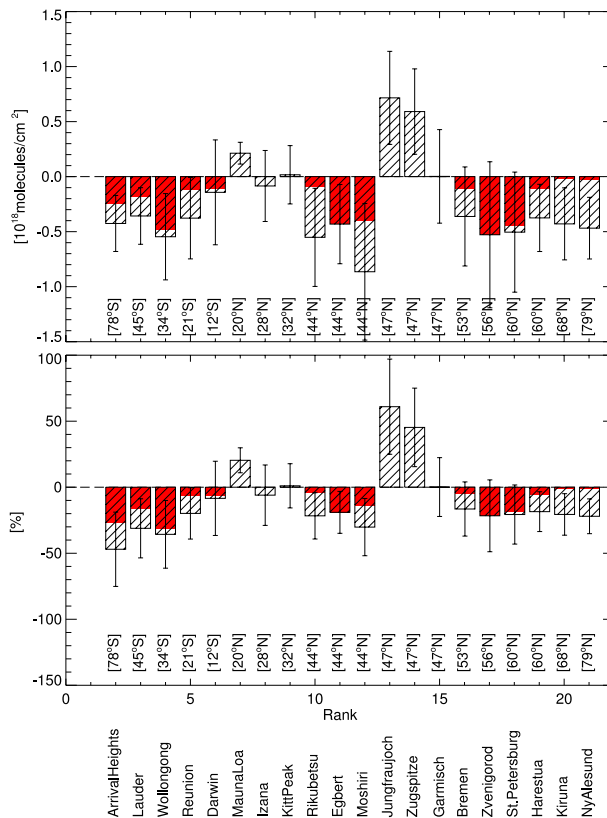 1.5
1.0
0.5
0.0
-0.5
-1.0
-1.5
[10¹⁸molecules/cm²]
[78°S]
[45°S]
[34°S]
[21°S]
[12°S]
[20°N]
[28°N]
[32°N]
[44°N]
[44°N]
[44°N]
[47°N]
[47°N]
[47°N]
[53°N]
[56°N]
[60°N]
[60°N]
[68°N]
[79°N]
100
50
0
-50
-100
-150
[%]
[78°S]
[45°S]
[34°S]
[21°S]
[12°S]
[20°N]
[28°N]
[32°N]
[44°N]
[44°N]
[44°N]
[47°N]
[47°N]
[47°N]
[53°N]
[56°N]
[60°N]
[60°N]
[68°N]
[79°N]
0 5 10 15 20
Rank
ArrivalHeights
Lauder
Wollongong
Reunion
Darwin
MaunaLoa
Izana
KittPeak
Rikubetsu
Egbert
Moshiri
Jungfraujoch
Zugspitze
Garmisch
Bremen
Zvenigorod
St.Petersburg
Harestua
Kiruna
NyAlesund